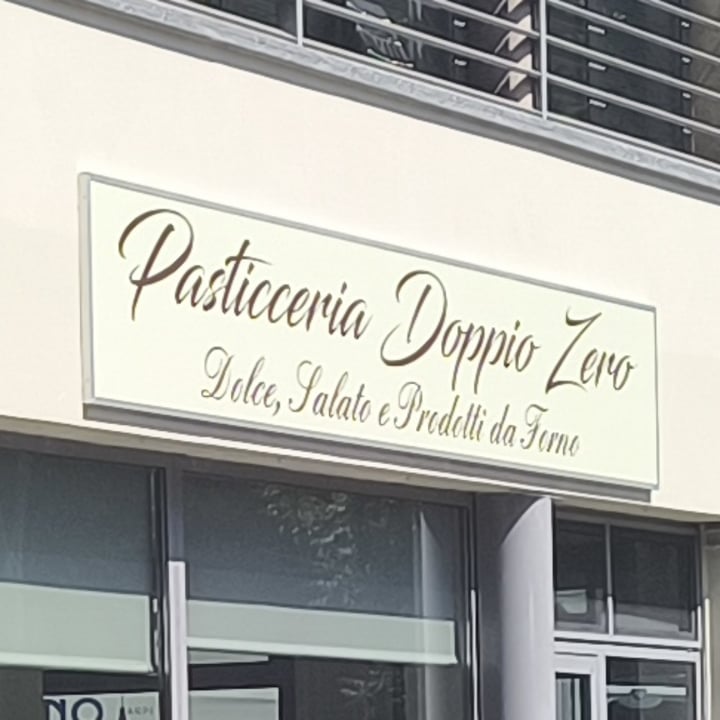 Pasticceria Doppio Zero
Dolce, Salato e Prodotti da Forno